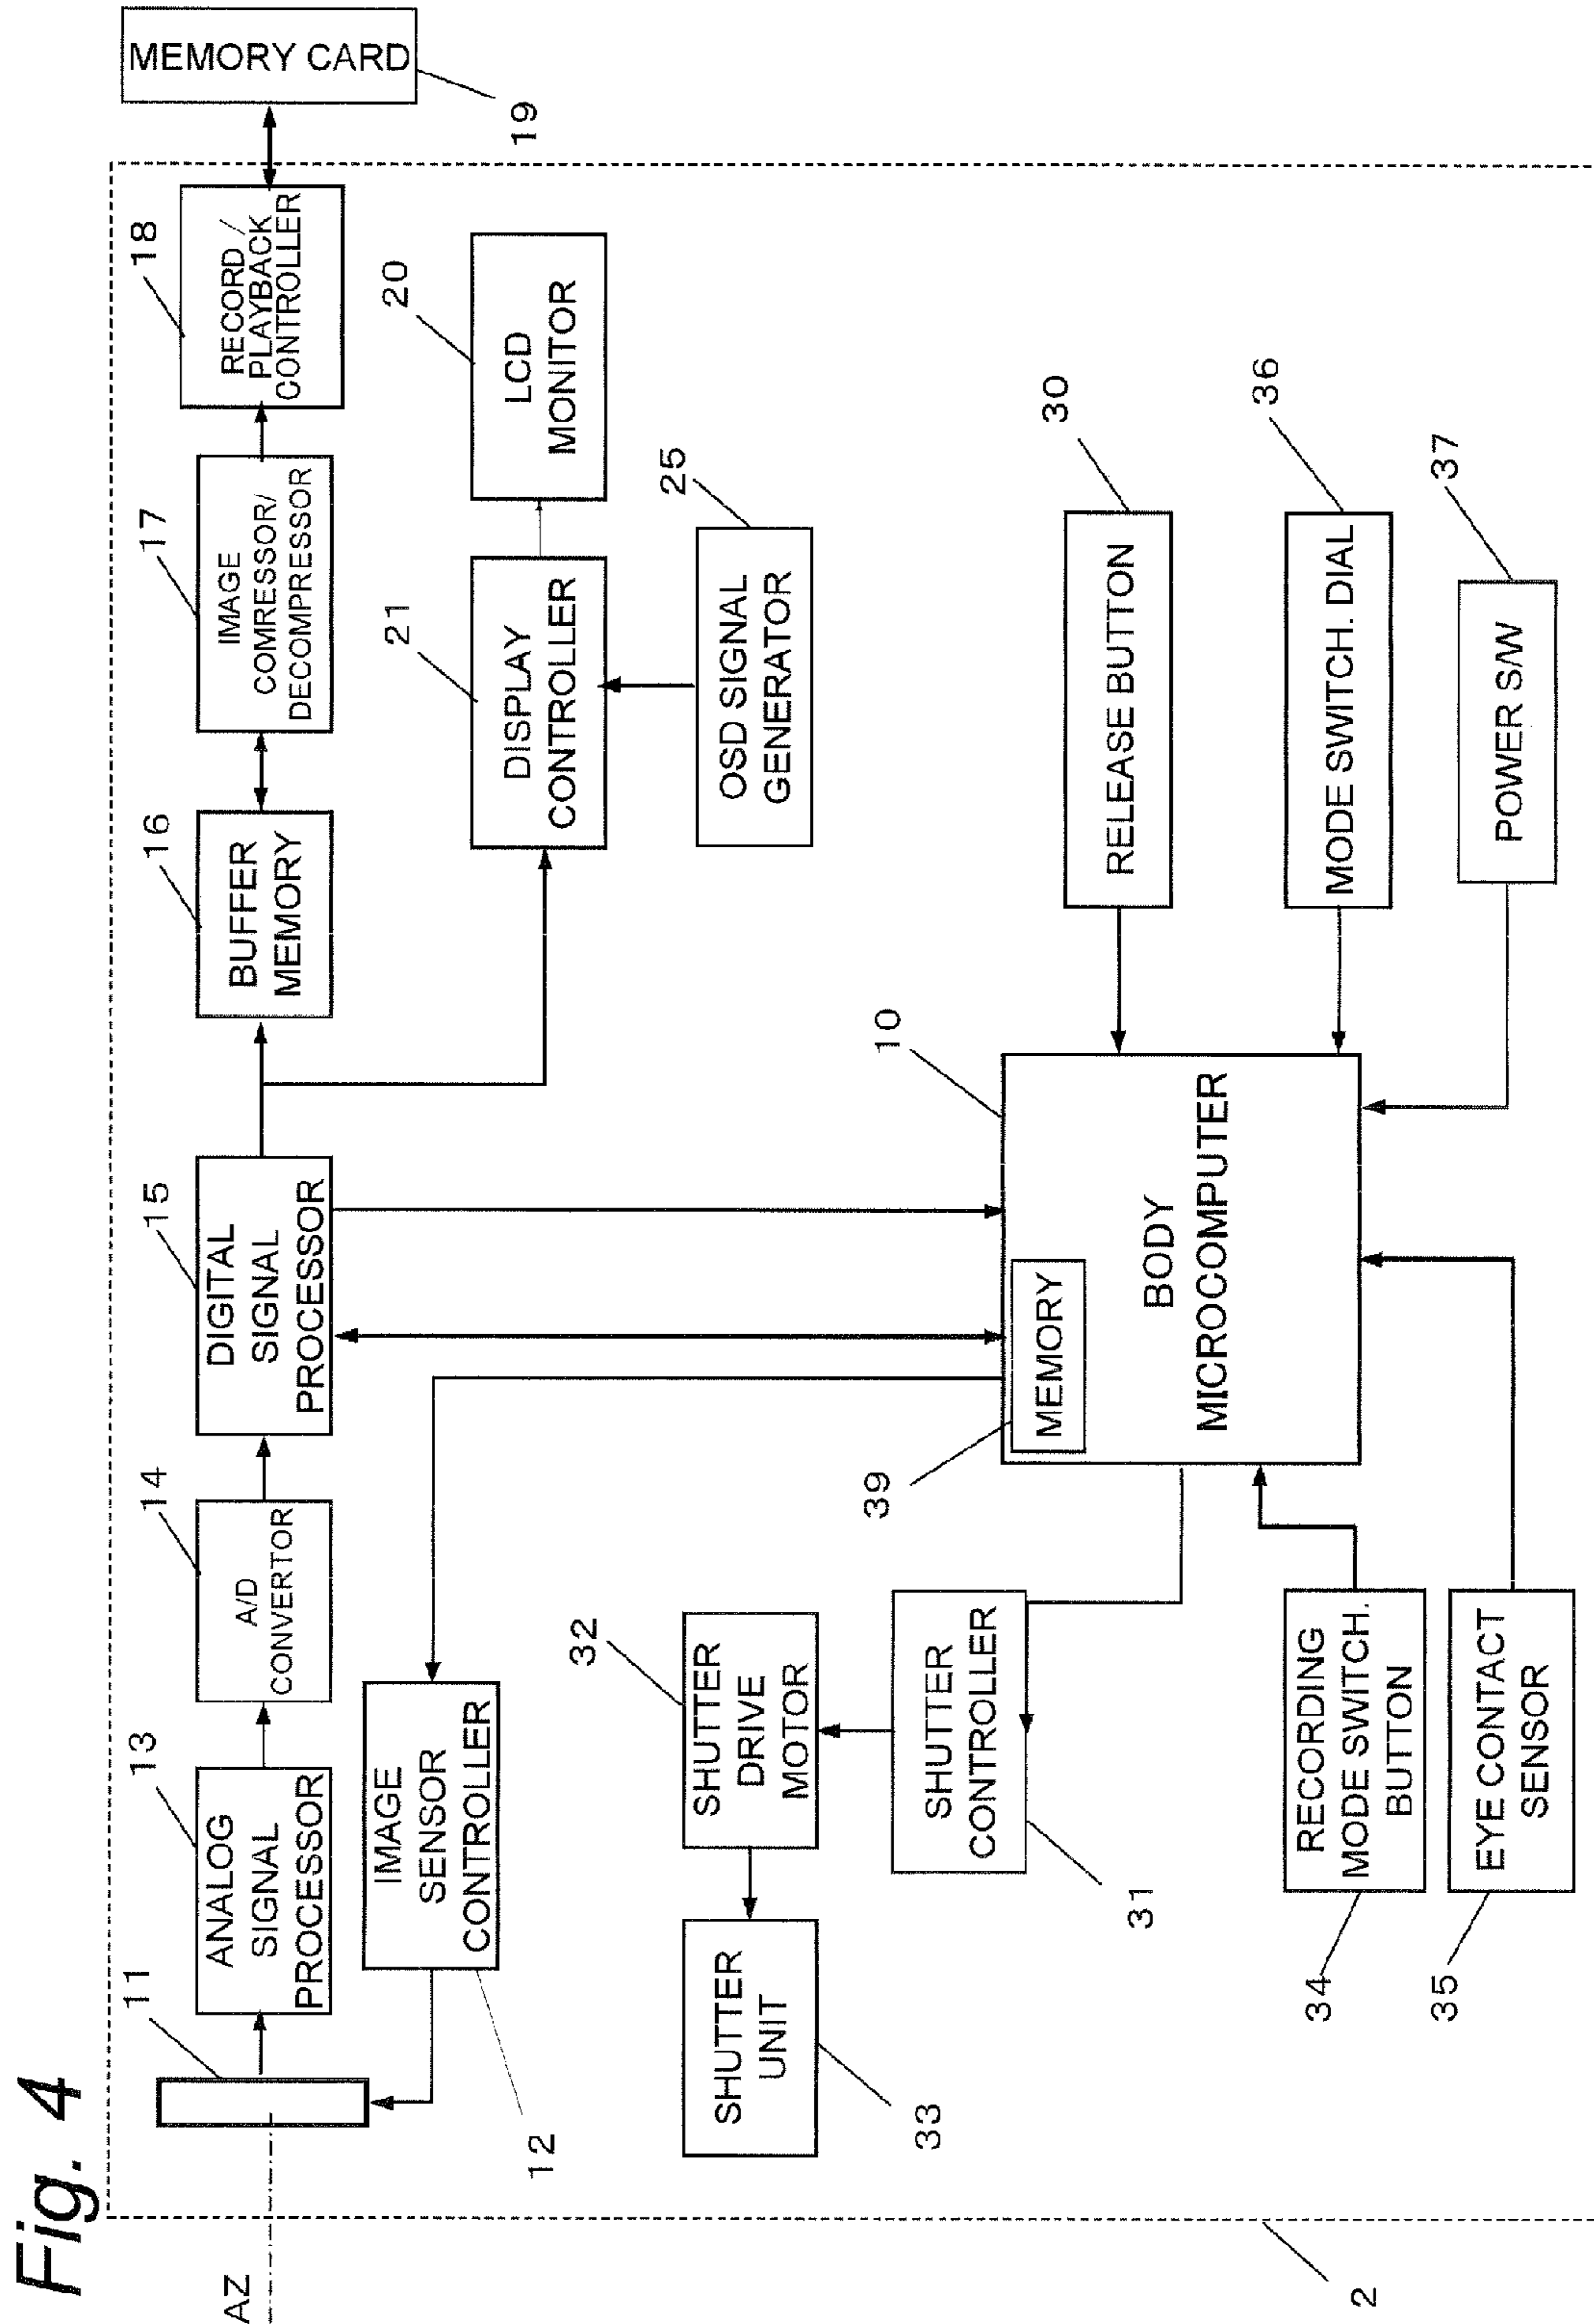 Fig. 4
AZ
11
13
14
15
16
17
18
19
ANALOG
SIGNAL
PROCESSOR
A/D
CONVERTOR
DIGITAL
SIGNAL
PROCESSOR
BUFFER
MEMORY
IMAGE
COMRESSOR/
DECOMPRESSOR
RECORD /
PLAYBACK
CONTROLLER
MEMORY CARD
12
IMAGE
SENSOR
CONTROLLER
21
DISPLAY
CONTROLLER
20
LCD
MONITOR
25
OSD SIGNAL
GENERATOR
33
SHUTTER
UNIT
32
SHUTTER
DRIVE
MOTOR
31
SHUTTER
CONTROLLER
39
MEMORY
10
BODY
MICROCOMPUTER
30
RELEASE BUTTON
36
MODE SWITCH. DIAL
37
POWER S/W
34
RECORDING
MODE SWITCH.
BUTTON
35
EYE CONTACT
SENSOR
2